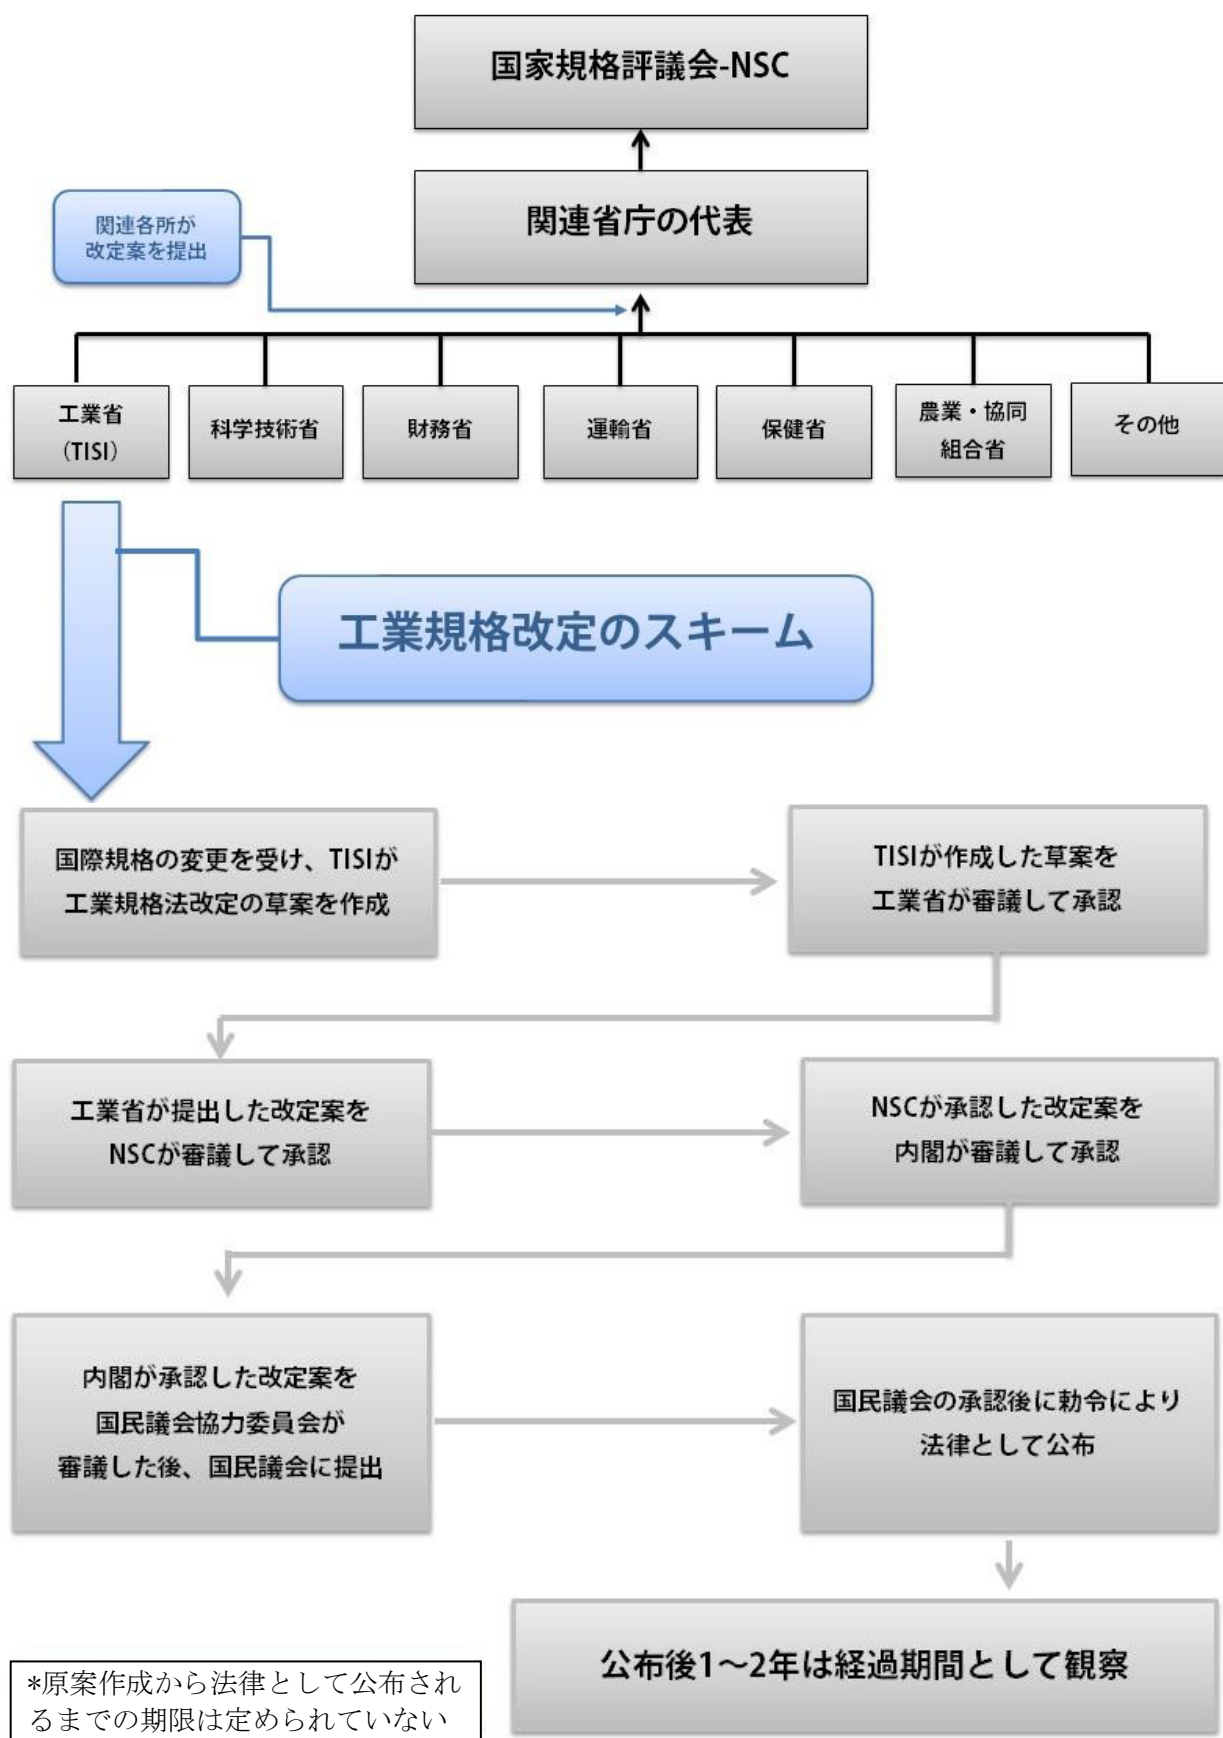 国家規格評議会-NSC
関連省庁の代表
関連各所が
改定案を提出
工業省
（TISI）
科学技術省
財務省
運輸省
保健省
農業・協同
組合省
その他
工業規格改定のスキーム
国際規格の変更を受け、TISIが
工業規格法改定の草案を作成
TISIが作成した草案を
工業省が審議して承認
工業省が提出した改定案を
NSCが審議して承認
NSCが承認した改定案を
内閣が審議して承認
内閣が承認した改定案を
国民議会協力委員会が
審議した後、国民議会に提出
国民議会の承認後に勅令により
法律として公布
公布後1～2年は経過期間として観察
*原案作成から法律として公布され
るまでの期限は定められていない